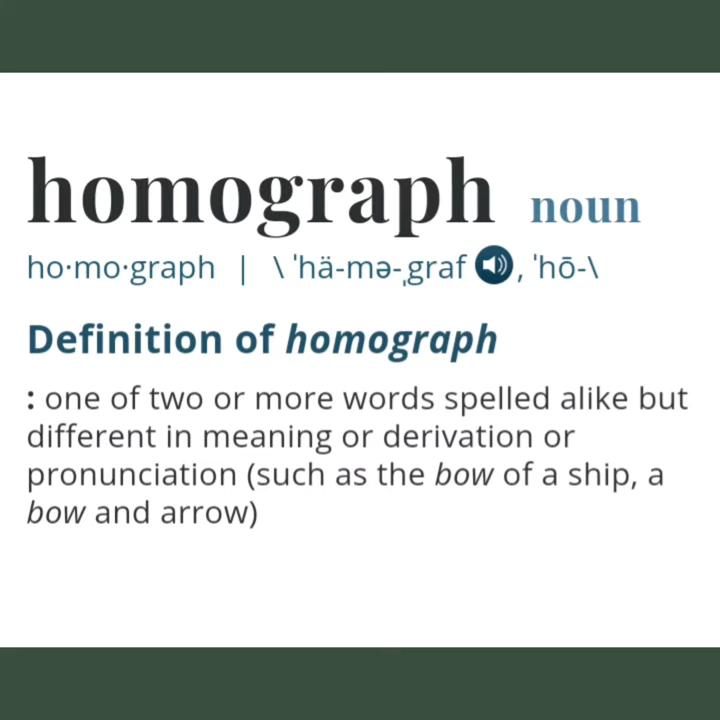 homograph noun
ho·mo·graph | \ ˈhä-mə-ˌgraf , ˈhō-\
Definition of homograph
: one of two or more words spelled alike but
different in meaning or derivation or
pronunciation (such as the bow of a ship, a
bow and arrow)